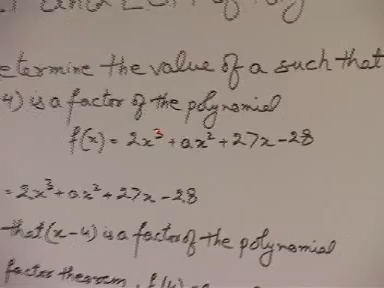 etermine the value of a such that
4) is a factor of the polynomial
f(x) = 2x³ + ax² + 27x - 28
= 2x³ + ax² + 27x - 28
that (x-4) is a factor of the polynomial
factor theorem, f(4)